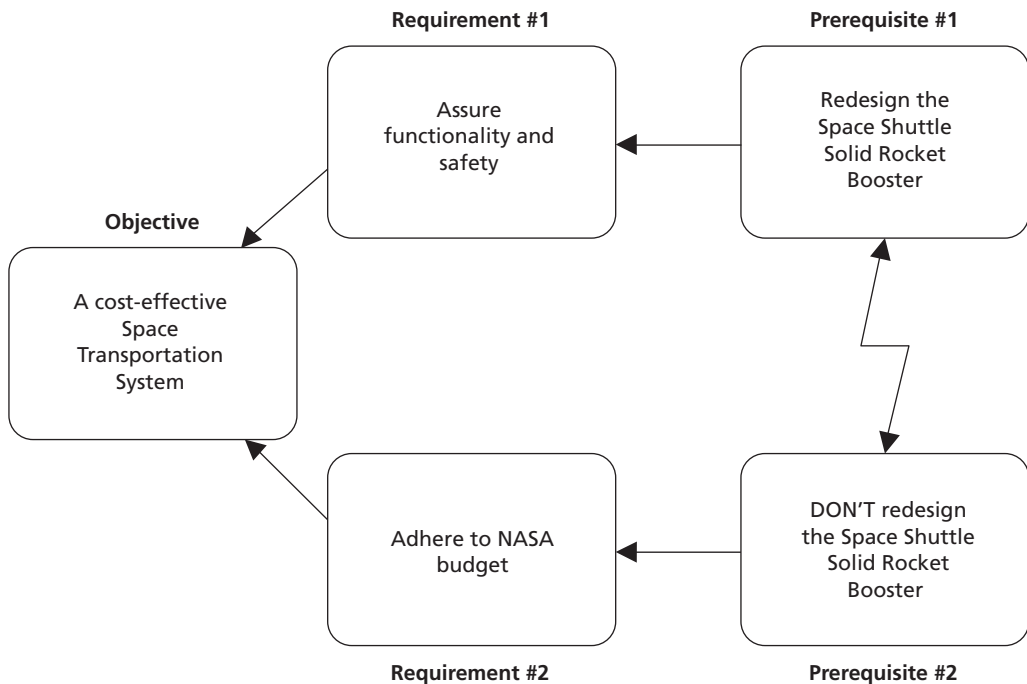 Requirement #1
Prerequisite #1
Assure
functionality and
safety
Redesign the
Space Shuttle
Solid Rocket
Booster
Objective
A cost-effective
Space
Transportation
System
Adhere to NASA
budget
DON'T redesign
the Space Shuttle
Solid Rocket
Booster
Requirement #2
Prerequisite #2